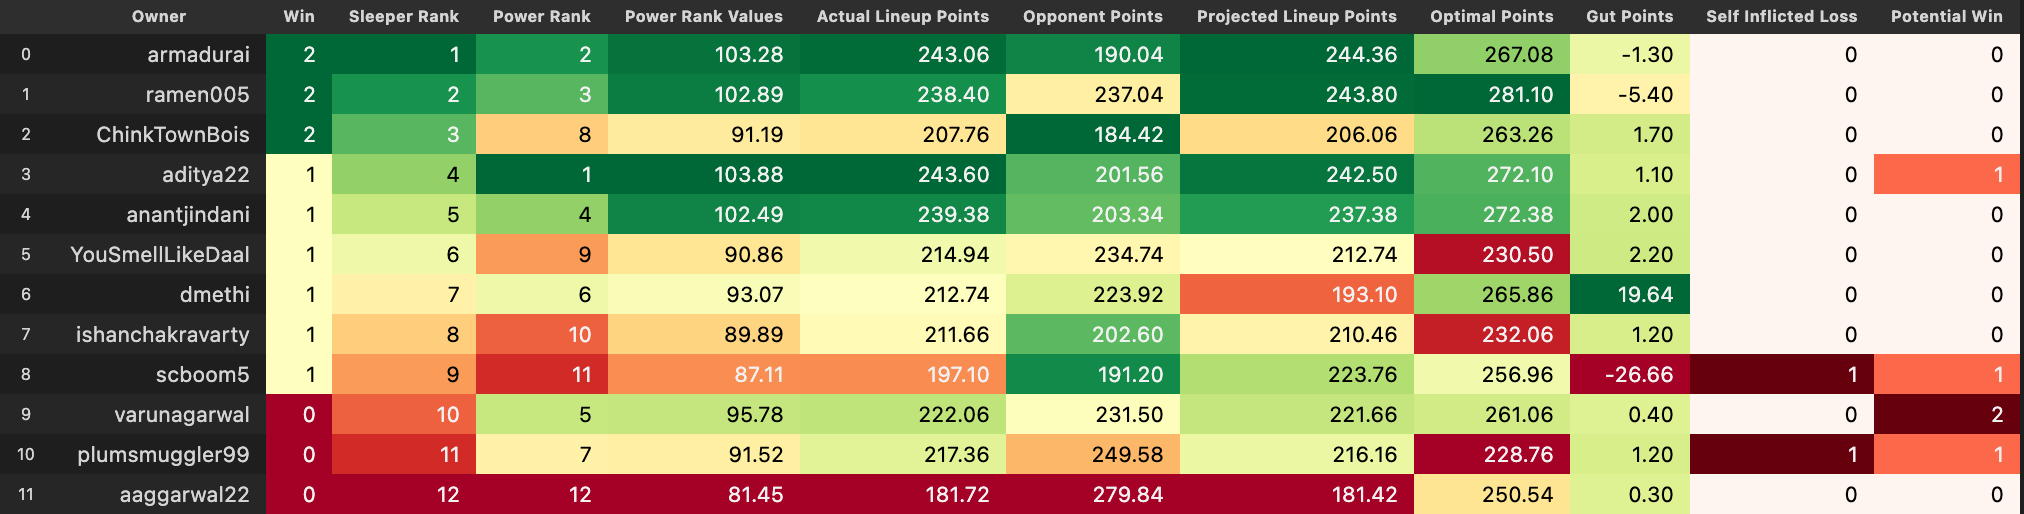 Owner Win Sleeper Rank Power Rank Power Rank Values Actual Lineup Points Opponent Points Projected Lineup Points Optimal Points Gut Points Self Inflicted Loss Potential Win
0 armadurai 2 1 2 103.28 243.06 190.04 244.36 267.08 -1.30 0 0
1 ramen005 2 2 3 102.89 238.40 237.04 243.80 281.10 -5.40 0 0
2 ChinkTownBois 2 3 8 91.19 207.76 184.42 206.06 263.26 1.70 0 0
3 aditya22 1 4 1 103.88 243.60 201.56 242.50 272.10 1.10 0 1
4 anantjindani 1 5 4 102.49 239.38 203.34 237.38 272.38 2.00 0 0
5 YouSmellLikeDaal 1 6 9 90.86 214.94 234.74 212.74 230.50 2.20 0 0
6 dmethi 1 7 6 93.07 212.74 223.92 193.10 265.86 19.64 0 0
7 ishanchakravarty 1 8 10 89.89 211.66 202.60 210.46 232.06 1.20 0 0
8 scboom5 1 9 11 87.11 197.10 191.20 223.76 256.96 -26.66 1 1
9 varunagarwal 0 10 5 95.78 222.06 231.50 221.66 261.06 0.40 0 2
10 plumsmuggler99 0 11 7 91.52 217.36 249.58 216.16 228.76 1.20 1 1
11 aaggarwal22 0 12 12 81.45 181.72 279.84 181.42 250.54 0.30 0 0